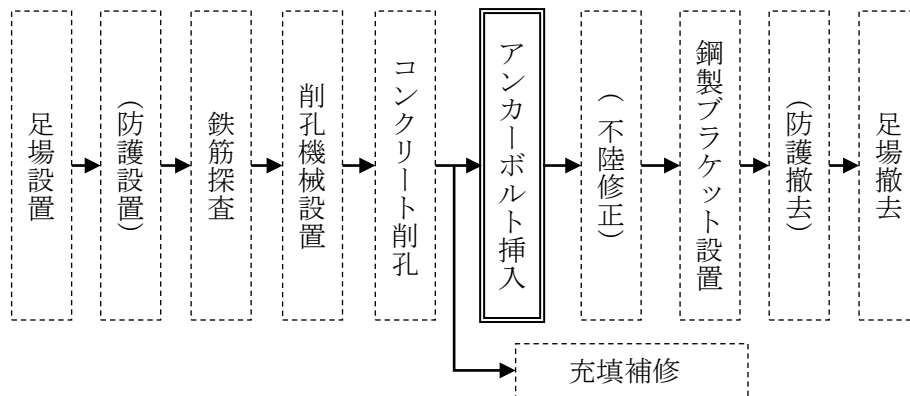 足場設置
(防護設置)
鉄筋探査
削孔機械設置
コンクリート削孔
アンカーボルト挿入
(不陸修正)
鋼製ブラケット設置
(防護撤去)
足場撤去
充填補修